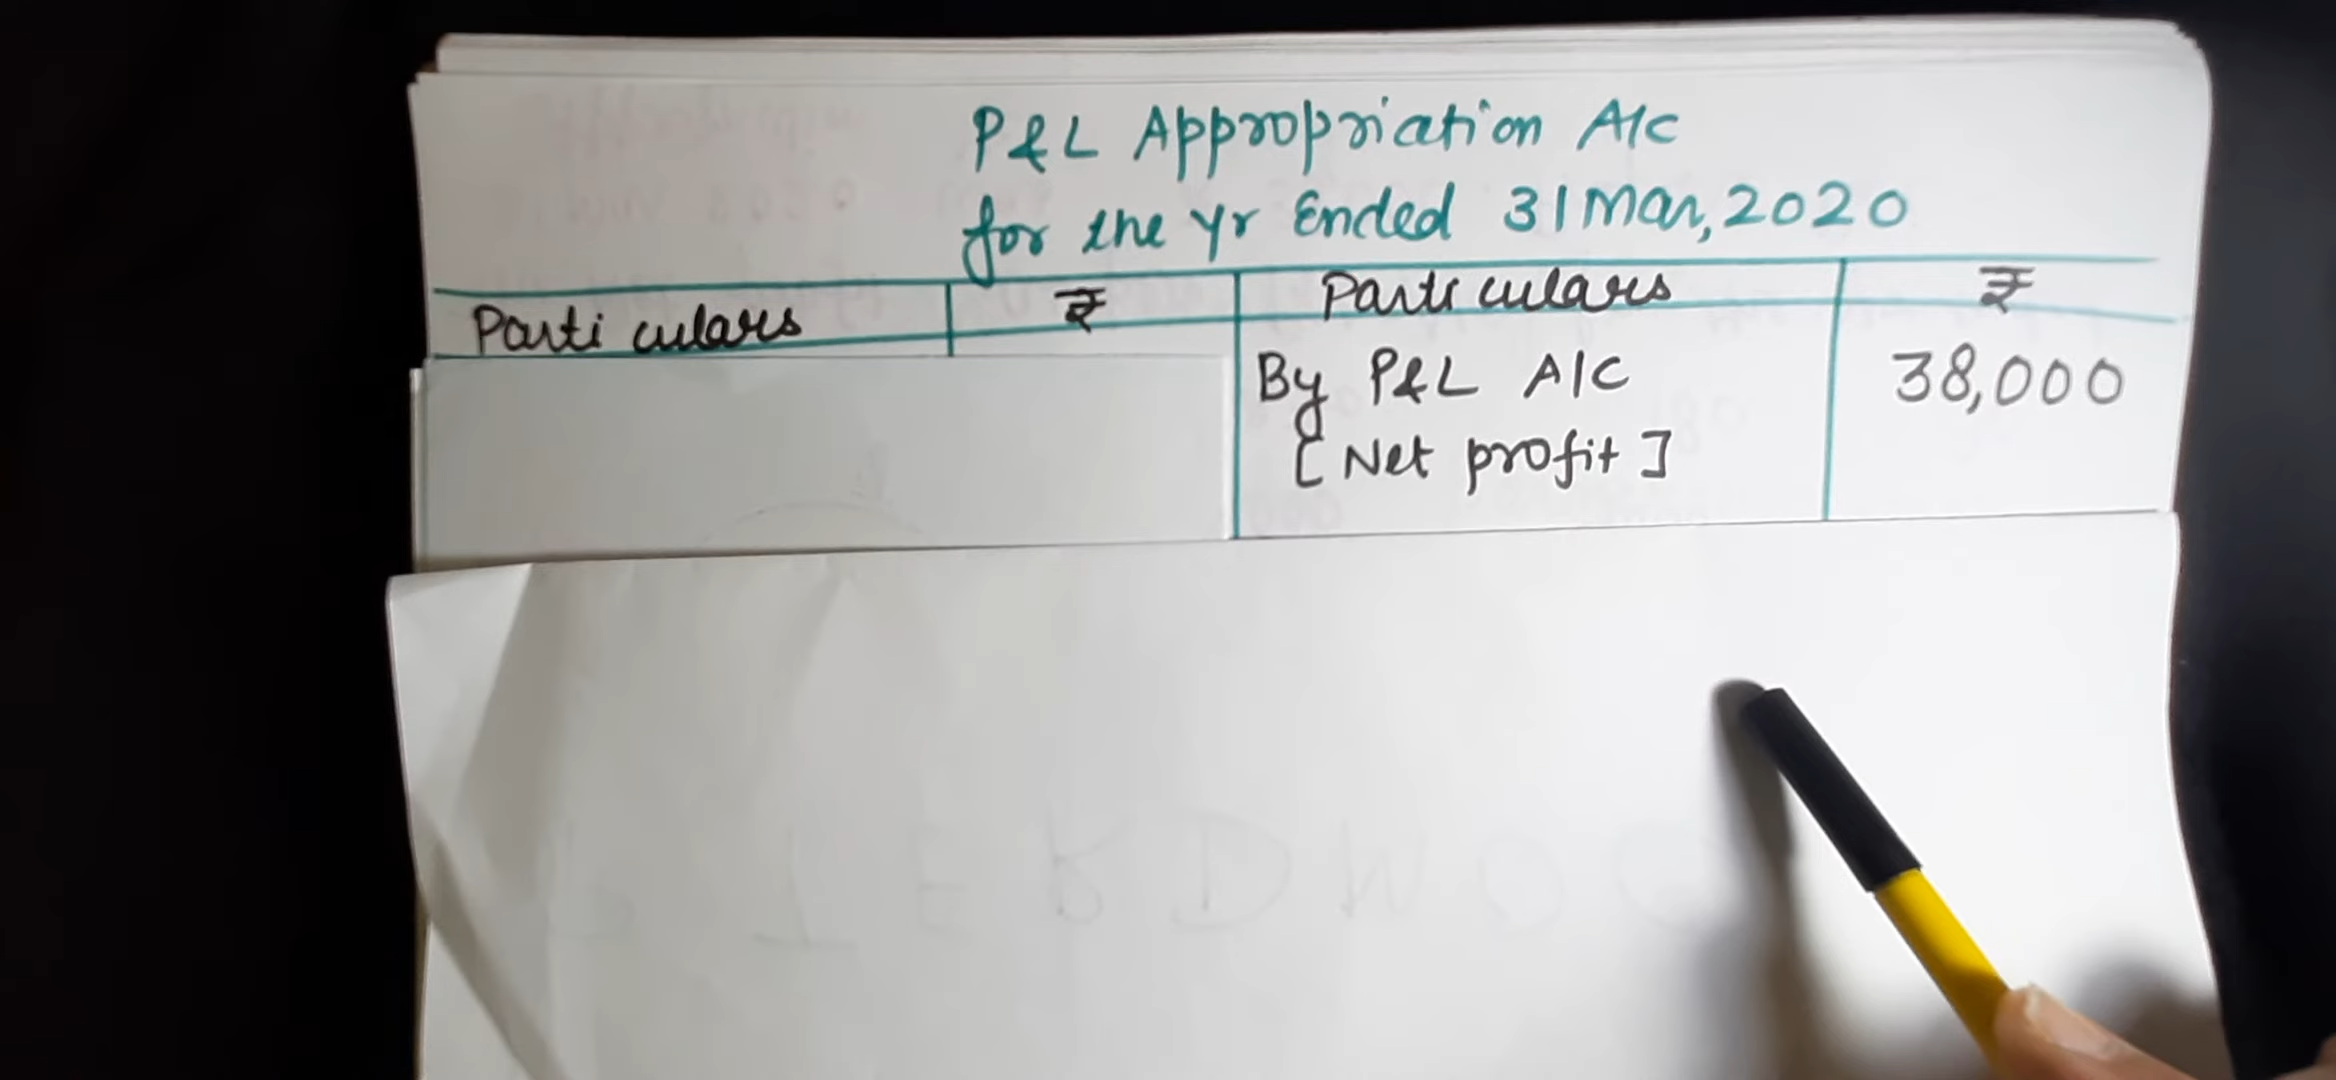 P&L Appropriation A/C
for the yr Ended 31 Mar, 2020
Particulars ₹ Particulars ₹
By P&L A/C 38,000
[Net profit]